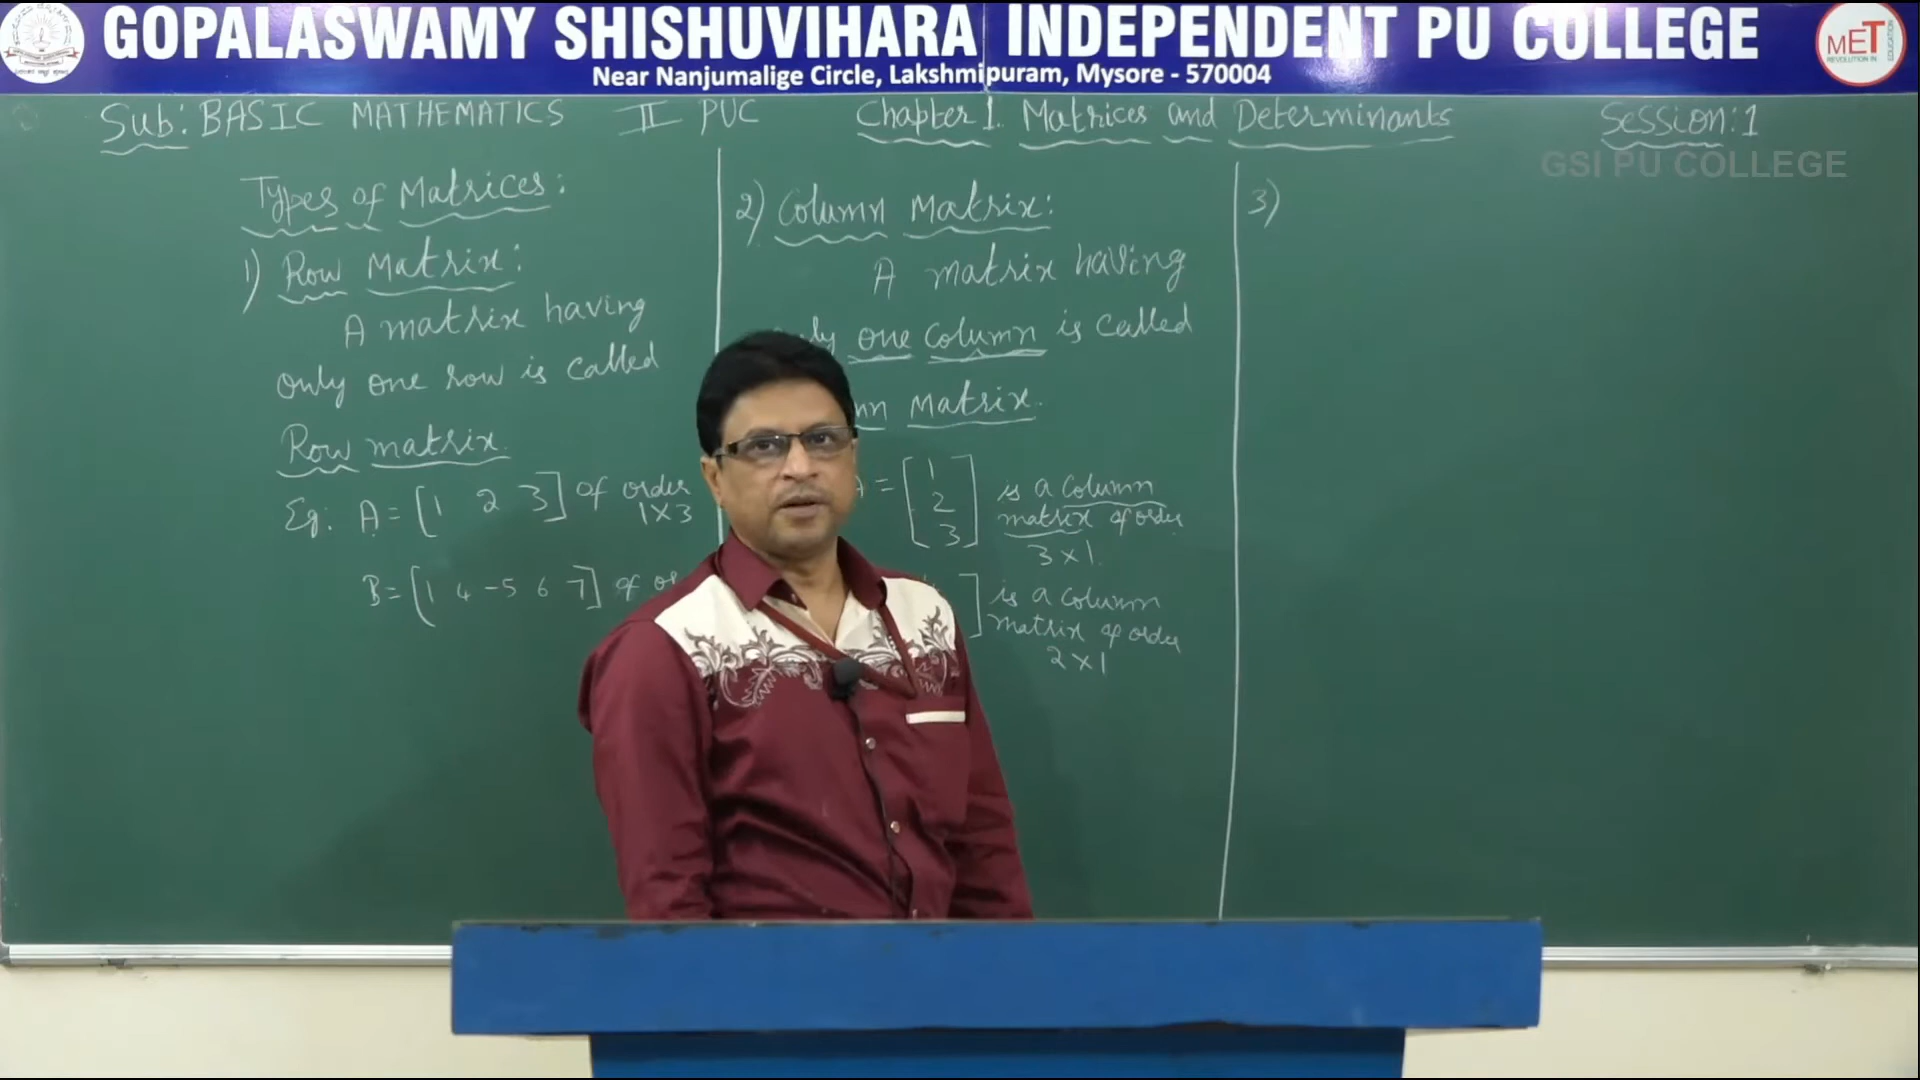 GOPALASWAMY SHISHUVIHARA INDEPENDENT PU COLLEGE
Near Nanjumalige Circle, Lakshmipuram, Mysore - 570004
MET
REVOLUTION IN EDUCATION
Sub: BASIC MATHEMATICS II PUC Chapter 1. Matrices and Determinants Session: 1
GSI PU COLLEGE
Types of Matrices:
1) Row Matrix:
A matrix having
only one row is called
Row matrix.
Eg: A = [1 2 3] of order
1X3
B = [1 4 -5 6 7] of
2) Column Matrix:
A matrix having
one column is called
Matrix.
= [1
2
3] is a column
matrix of order
3 x 1.
] is a column
matrix of order
2 x 1
3)